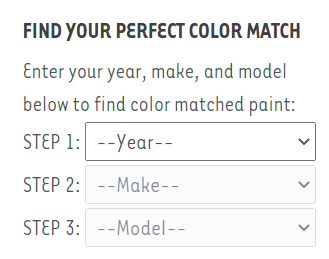 FIND YOUR PERFECT COLOR MATCH
Enter your year, make, and model
below to find color matched paint:
STEP 1: --Year--
STEP 2: --Make--
STEP 3: --Model--